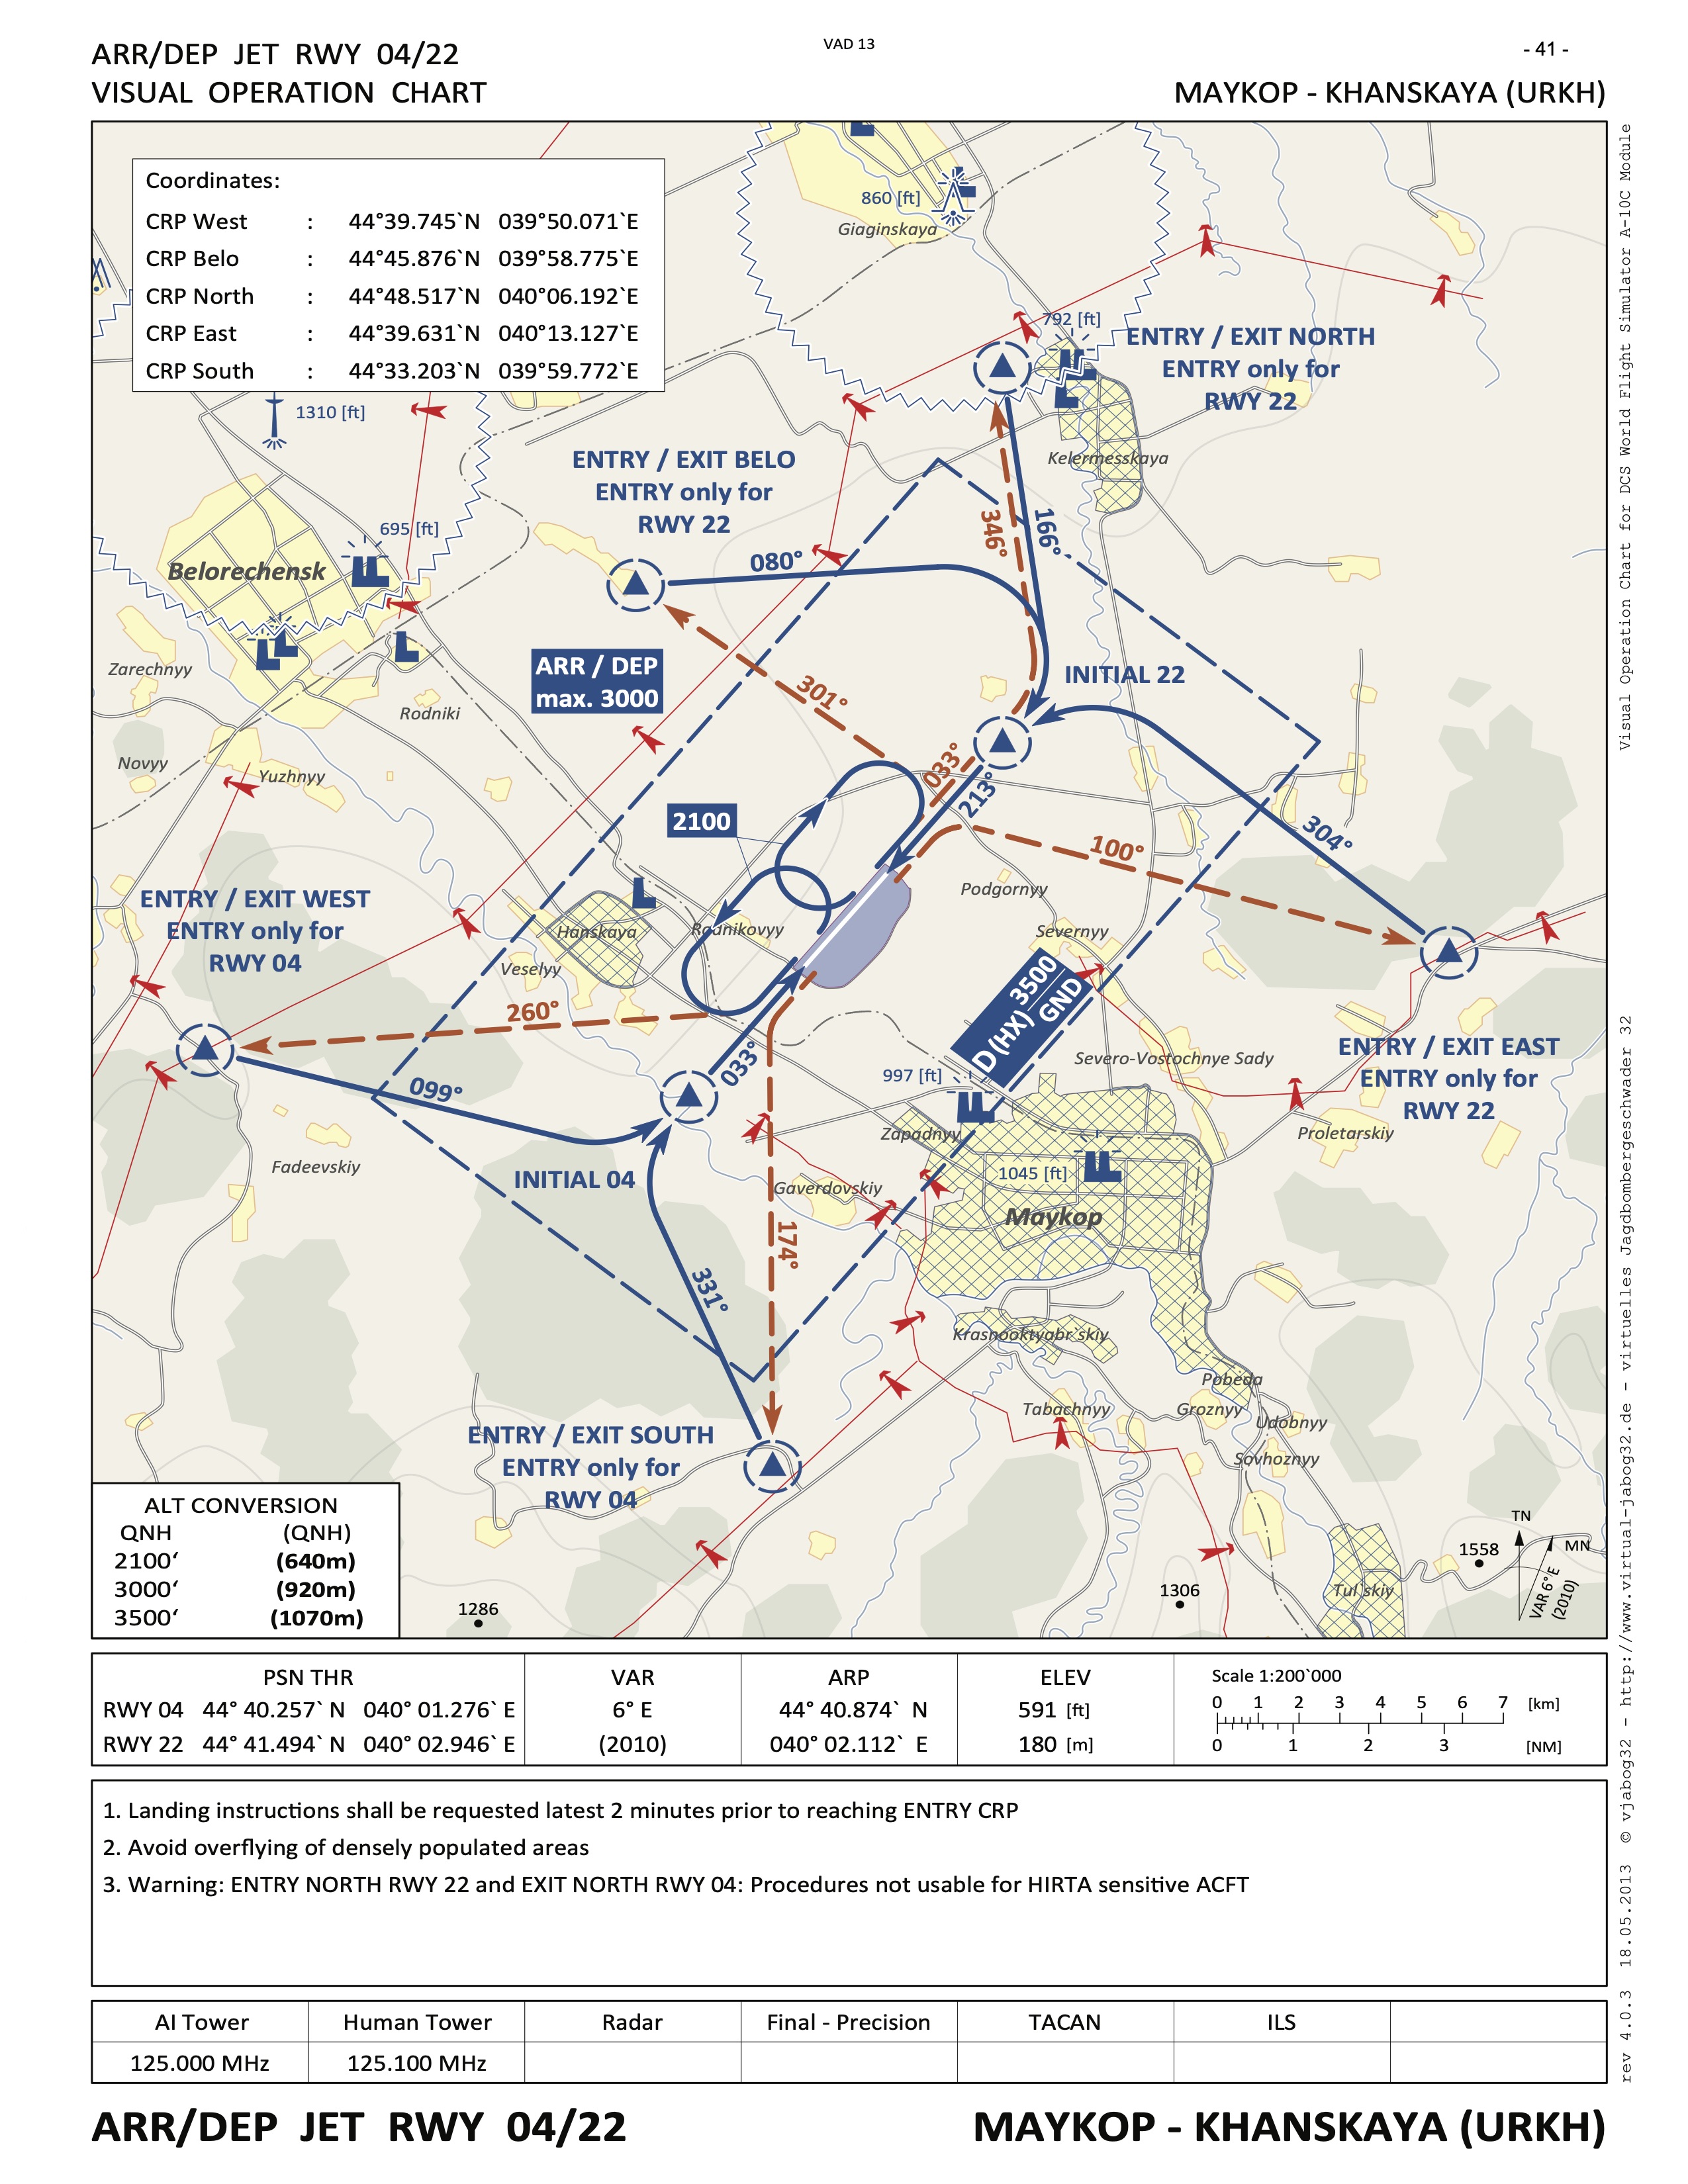 ARR/DEP JET RWY 04/22
VAD 13
- 41 -
VISUAL OPERATION CHART
MAYKOP - KHANSKAYA (URKH)
Coordinates:
CRP West : 44°39.745`N 039°50.071`E
CRP Belo : 44°45.876`N 039°58.775`E
CRP North : 44°48.517`N 040°06.192`E
CRP East : 44°39.631`N 040°13.127`E
CRP South : 44°33.203`N 039°59.772`E
860 [ft]
Giaginskaya
792 [ft]
ENTRY / EXIT NORTH
ENTRY only for
RWY 22
1310 [ft]
Kelermesskaya
ENTRY / EXIT BELO
ENTRY only for
RWY 22
695 [ft]
Belorechensk
080°
346°
166°
Zarechnyy
ARR / DEP
max. 3000
INITIAL 22
301°
Rodniki
Novyy
Yuzhnyy
033°
213°
2100
304°
100°
Podgornyy
ENTRY / EXIT WEST
ENTRY only for
RWY 04
Hanskaya
Radnikovyy
Severnyy
Veselyy
260°
D(HX) 3500
GND
033°
099°
997 [ft]
Severo-Vostochnye Sady
ENTRY / EXIT EAST
ENTRY only for
RWY 22
Zapadnyy
Proletarskiy
Fadeevskiy
INITIAL 04
1045 [ft]
Gaverdovskiy
Maykop
174°
331°
Krasnooktyabr`skiy
Pobeda
Tabachnyy
Groznyy
Udobnyy
Sovhoznyy
ENTRY / EXIT SOUTH
ENTRY only for
RWY 04
ALT CONVERSION
QNH (QNH)
2100‘ (640m)
3000‘ (920m)
3500‘ (1070m)
1286
1306
1558
Tul`skiy
TN
MN
VAR 6° E
(2010)
PSN THR
RWY 04 44° 40.257` N 040° 01.276` E
RWY 22 44° 41.494` N 040° 02.946` E
VAR
6° E
(2010)
ARP
44° 40.874` N
040° 02.112` E
ELEV
591 [ft]
180 [m]
Scale 1:200`000
0 1 2 3 4 5 6 7 [km]
0 1 2 3 [NM]
1. Landing instructions shall be requested latest 2 minutes prior to reaching ENTRY CRP
2. Avoid overflying of densely populated areas
3. Warning: ENTRY NORTH RWY 22 and EXIT NORTH RWY 04: Procedures not usable for HIRTA sensitive ACFT
AI Tower Human Tower Radar Final - Precision TACAN ILS
125.000 MHz 125.100 MHz
ARR/DEP JET RWY 04/22
MAYKOP - KHANSKAYA (URKH)
rev 4.0.3 18.05.2013 © vjabog32 - http://www.virtual-jabog32.de - virtuelles Jagdbombergeschwader 32
Visual Operation Chart for DCS World Flight Simulator A-10C Module